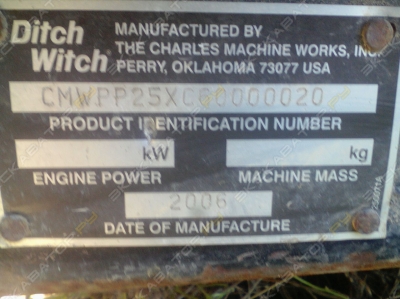 Ditch Witch
MANUFACTURED BY
THE CHARLES MACHINE WORKS, INC.
PERRY, OKLAHOMA 73077 USA
PRODUCT IDENTIFICATION NUMBER
kW
kg
ENGINE POWER
MACHINE MASS
2006
DATE OF MANUFACTURE